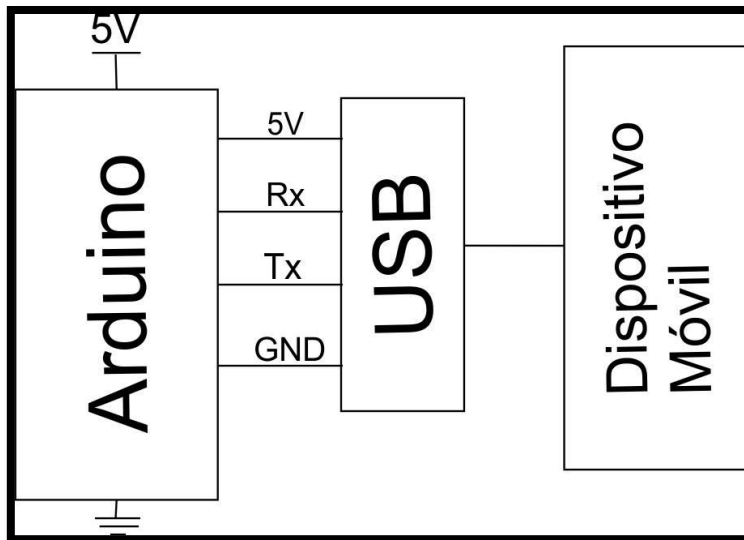 5V
Arduino
5V
Rx
Tx
GND
USB
Dispositivo
Móvil